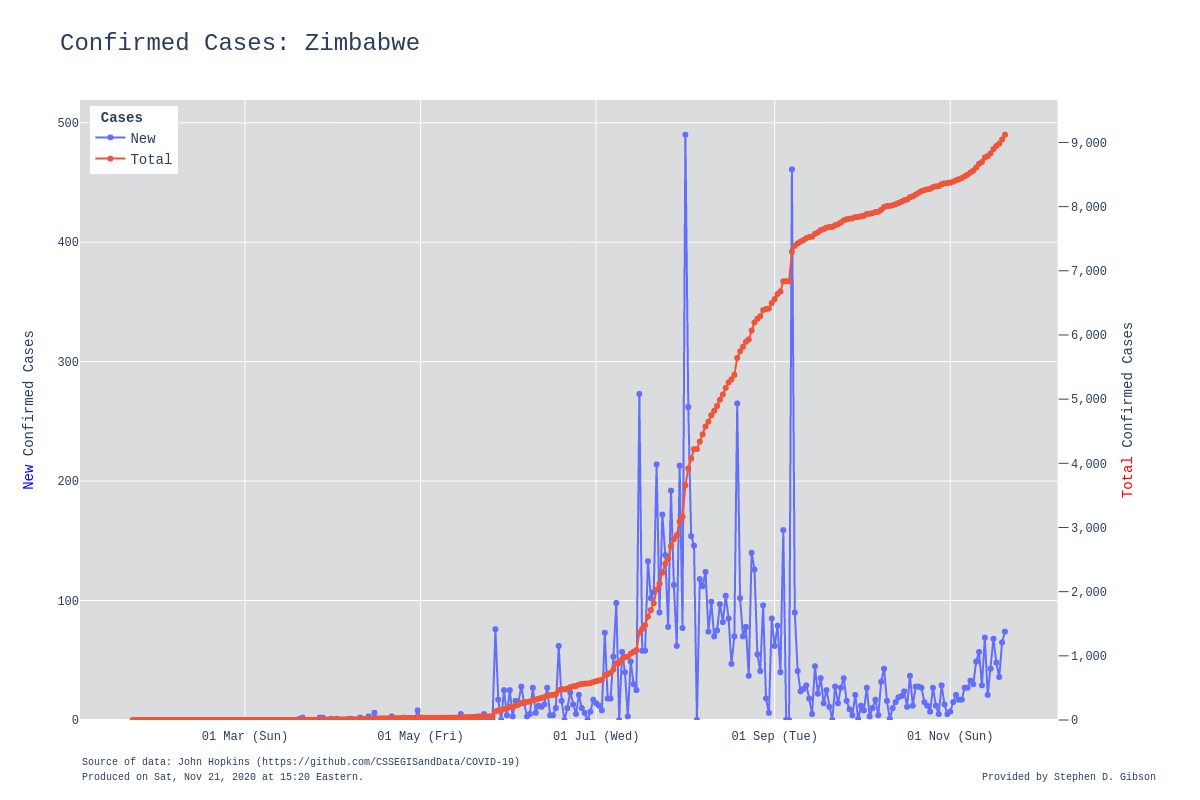 Confirmed Cases: Zimbabwe
Cases
New
Total
500
400
300
200
100
0
9,000
8,000
7,000
6,000
5,000
4,000
3,000
2,000
1,000
0
New Confirmed Cases
Total Confirmed Cases
01 Mar (Sun)
01 May (Fri)
01 Jul (Wed)
01 Sep (Tue)
01 Nov (Sun)
Source of data: John Hopkins (https://github.com/CSSEGISandData/COVID-19)
Produced on Sat, Nov 21, 2020 at 15:20 Eastern.
Provided by Stephen D. Gibson